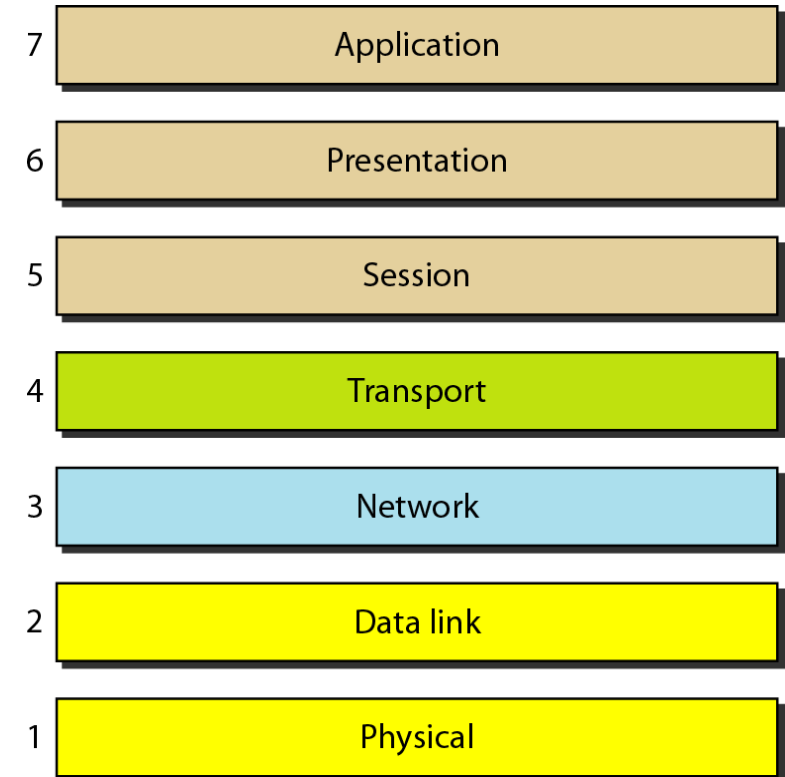 7 Application
6 Presentation
5 Session
4 Transport
3 Network
2 Data link
1 Physical